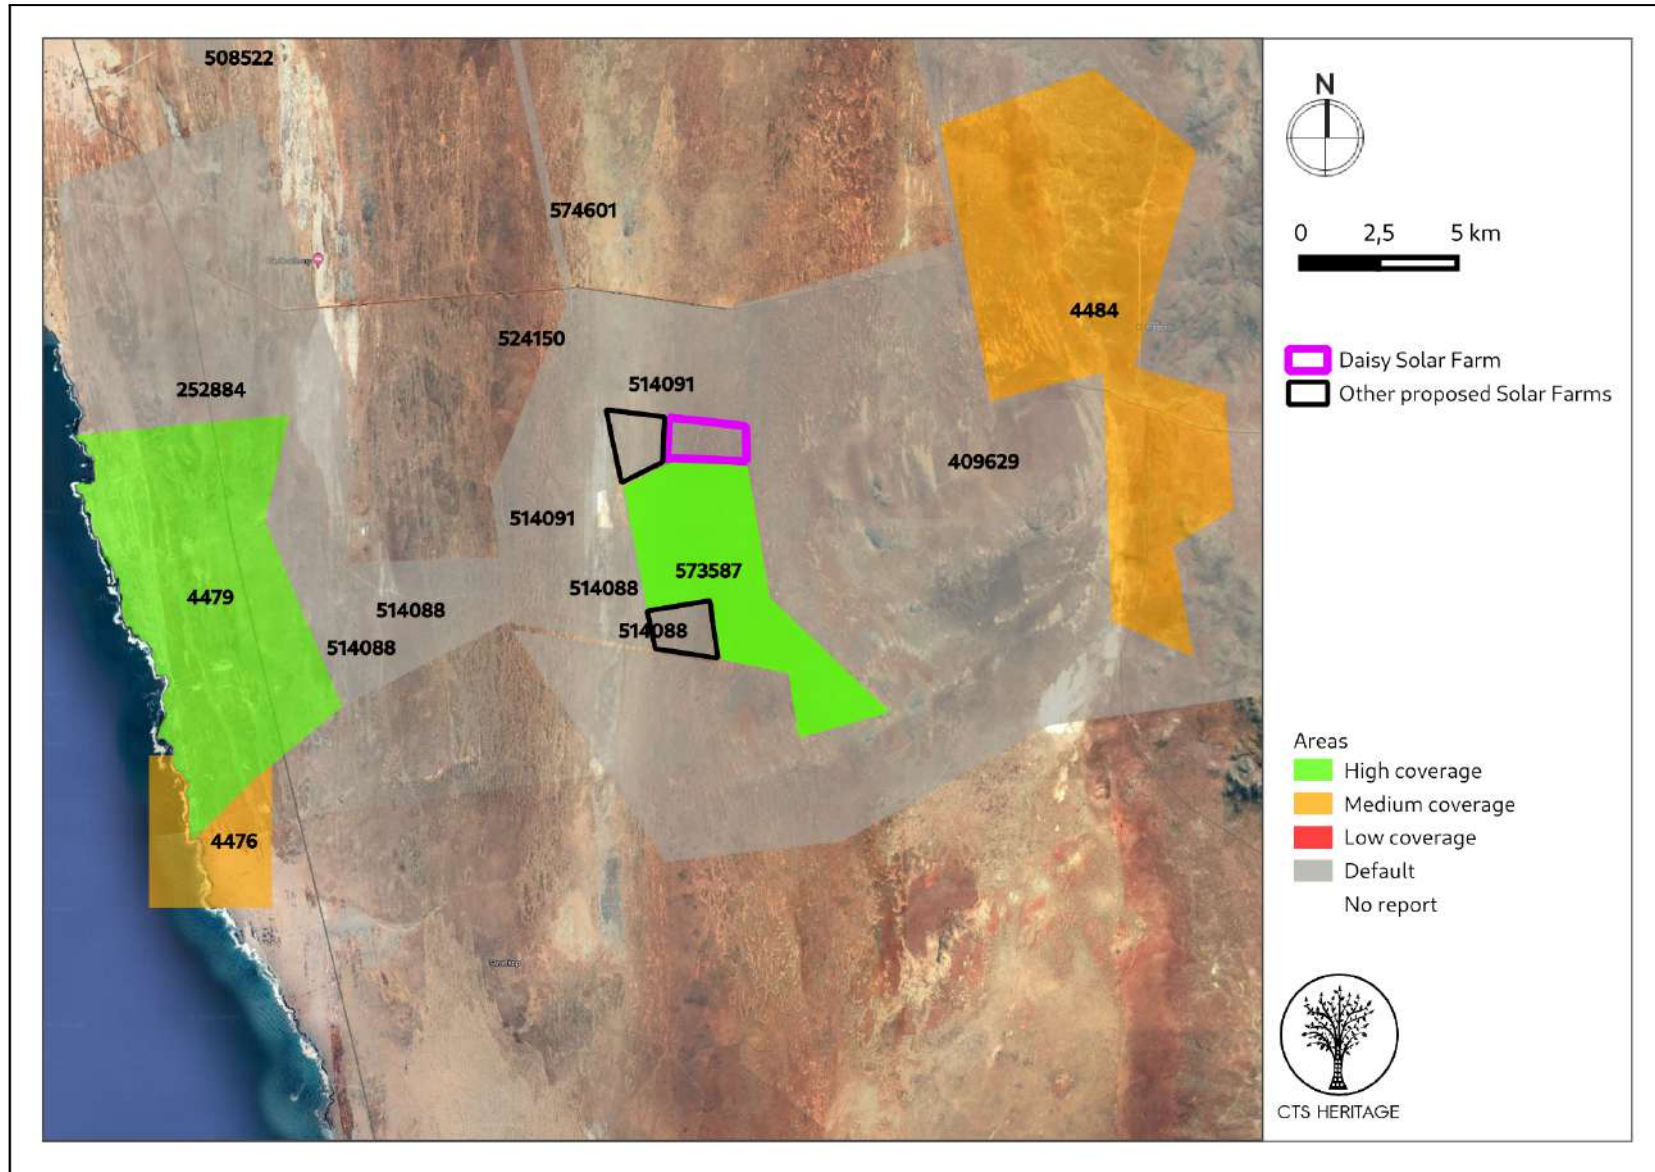 508522
574601
4484
524150
514091
252884
409629
514091
573587
514088
4479
514088
514088
514088
4476
N
0 2,5 5 km
Daisy Solar Farm
Other proposed Solar Farms
Areas
High coverage
Medium coverage
Low coverage
Default
No report
CTS HERITAGE